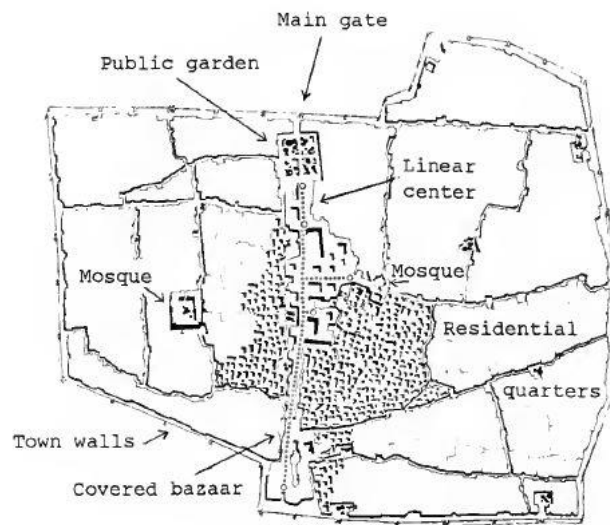 Main gate
Public garden
Linear
center
Mosque
Mosque
Residential
quarters
Town walls
Covered bazaar